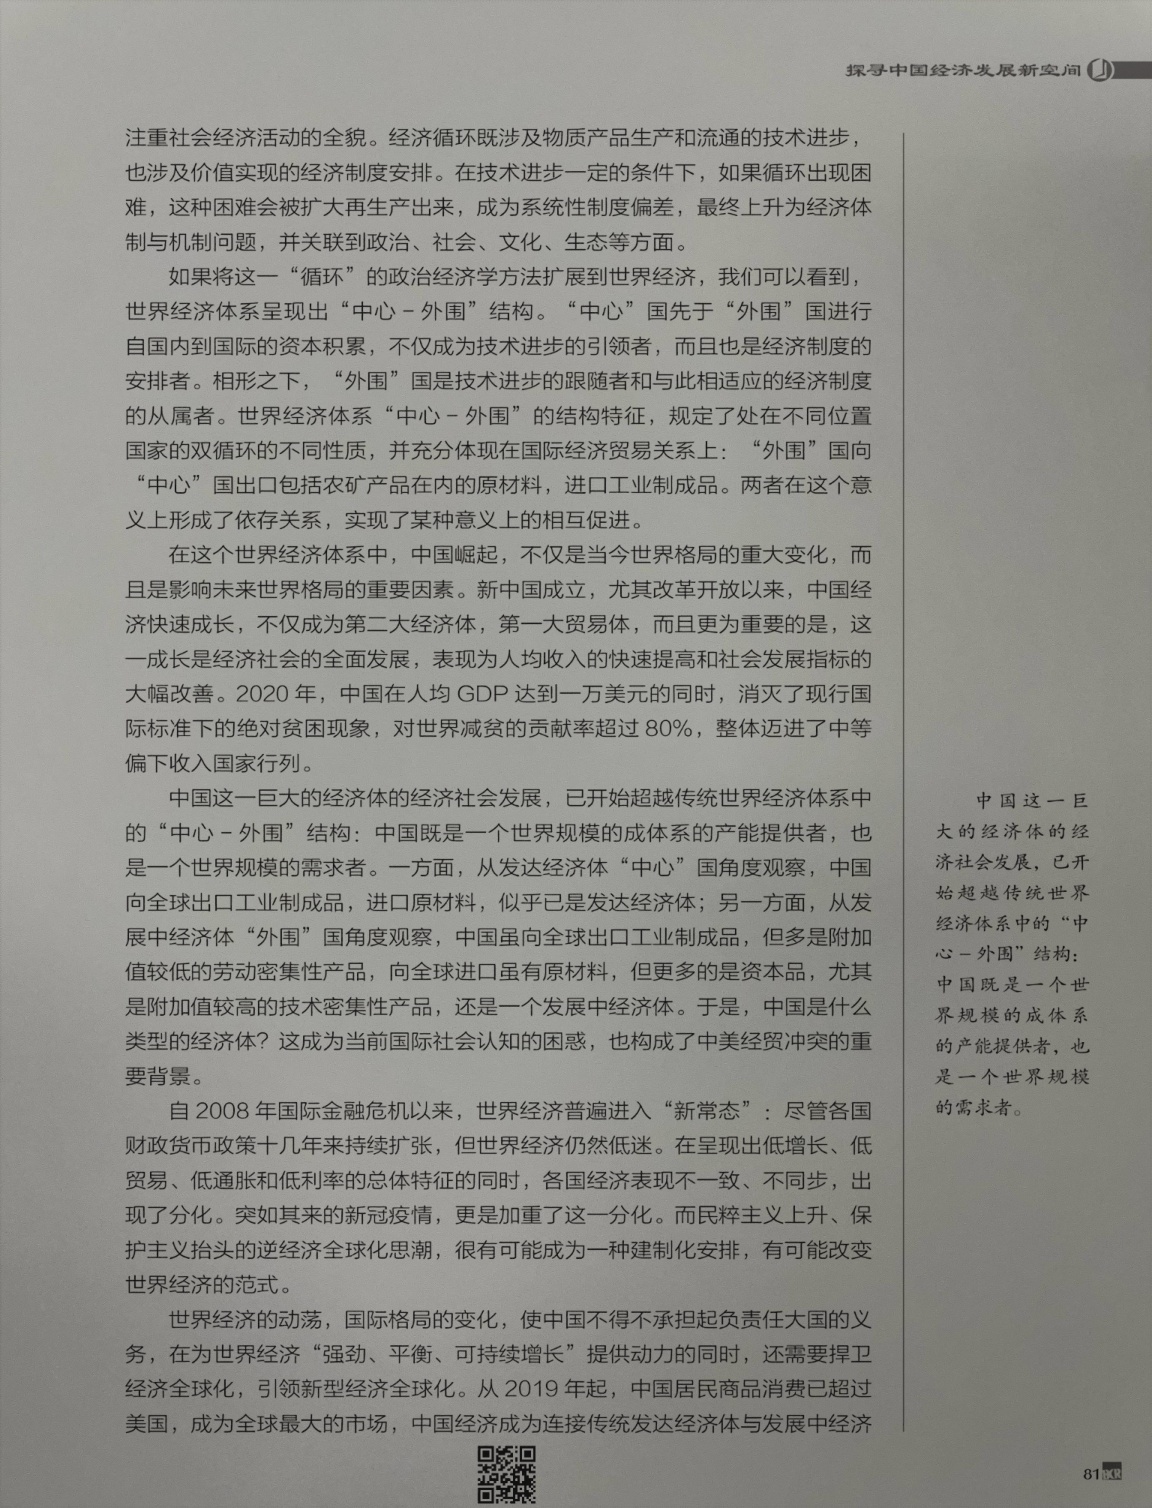 探寻中国经济发展新空间
注重社会经济活动的全貌。经济循环既涉及物质产品生产和流通的技术进步，
也涉及价值实现的经济制度安排。在技术进步一定的条件下，如果循环出现困
难，这种困难会被扩大再生产出来，成为系统性制度偏差，最终上升为经济体
制与机制问题，并关联到政治、社会、文化、生态等方面。
如果将这一“循环”的政治经济学方法扩展到世界经济，我们可以看到，
世界经济体系呈现出“中心－外围”结构。“中心”国先于“外围”国进行
自国内到国际的资本积累，不仅成为技术进步的引领者，而且也是经济制度的
安排者。相形之下，“外围”国是技术进步的跟随者和与此相适应的经济制度
的从属者。世界经济体系“中心－外围”的结构特征，规定了处在不同位置
国家的双循环的不同性质，并充分体现在国际经济贸易关系上：“外围”国向
“中心”国出口包括农矿产品在内的原材料，进口工业制成品。两者在这个意
义上形成了依存关系，实现了某种意义上的相互促进。
在这个世界经济体系中，中国崛起，不仅是当今世界格局的重大变化，而
且是影响未来世界格局的重要因素。新中国成立，尤其改革开放以来，中国经
济快速成长，不仅成为第二大经济体，第一大贸易体，而且更为重要的是，这
一成长是经济社会的全面发展，表现为人均收入的快速提高和社会发展指标的
大幅改善。2020 年，中国在人均 GDP 达到一万美元的同时，消灭了现行国
际标准下的绝对贫困现象，对世界减贫的贡献率超过 80%，整体迈进了中等
偏下收入国家行列。
中国这一巨大的经济体的经济社会发展，已开始超越传统世界经济体系中
的“中心－外围”结构：中国既是一个世界规模的成体系的产能提供者，也
是一个世界规模的需求者。一方面，从发达经济体“中心”国角度观察，中国
向全球出口工业制成品，进口原材料，似乎已是发达经济体；另一方面，从发
展中经济体“外围”国角度观察，中国虽向全球出口工业制成品，但多是附加
值较低的劳动密集性产品，向全球进口虽有原材料，但更多的是资本品，尤其
是附加值较高的技术密集性产品，还是一个发展中经济体。于是，中国是什么
类型的经济体？这成为当前国际社会认知的困惑，也构成了中美经贸冲突的重
要背景。
自 2008 年国际金融危机以来，世界经济普遍进入“新常态”：尽管各国
财政货币政策十几年来持续扩张，但世界经济仍然低迷。在呈现出低增长、低
贸易、低通胀和低利率的总体特征的同时，各国经济表现不一致、不同步，出
现了分化。突如其来的新冠疫情，更是加重了这一分化。而民粹主义上升、保
护主义抬头的逆经济全球化思潮，很有可能成为一种建制化安排，有可能改变
世界经济的范式。
世界经济的动荡，国际格局的变化，使中国不得不承担起负责任大国的义
务，在为世界经济“强劲、平衡、可持续增长”提供动力的同时，还需要捍卫
经济全球化，引领新型经济全球化。从 2019 年起，中国居民商品消费已超过
美国，成为全球最大的市场，中国经济成为连接传统发达经济体与发展中经济
中国这一巨
大的经济体的经
济社会发展，已开
始超越传统世界
经济体系中的“中
心－外围”结构：
中国既是一个世
界规模的成体系
的产能提供者，也
是一个世界规模
的需求者。
81